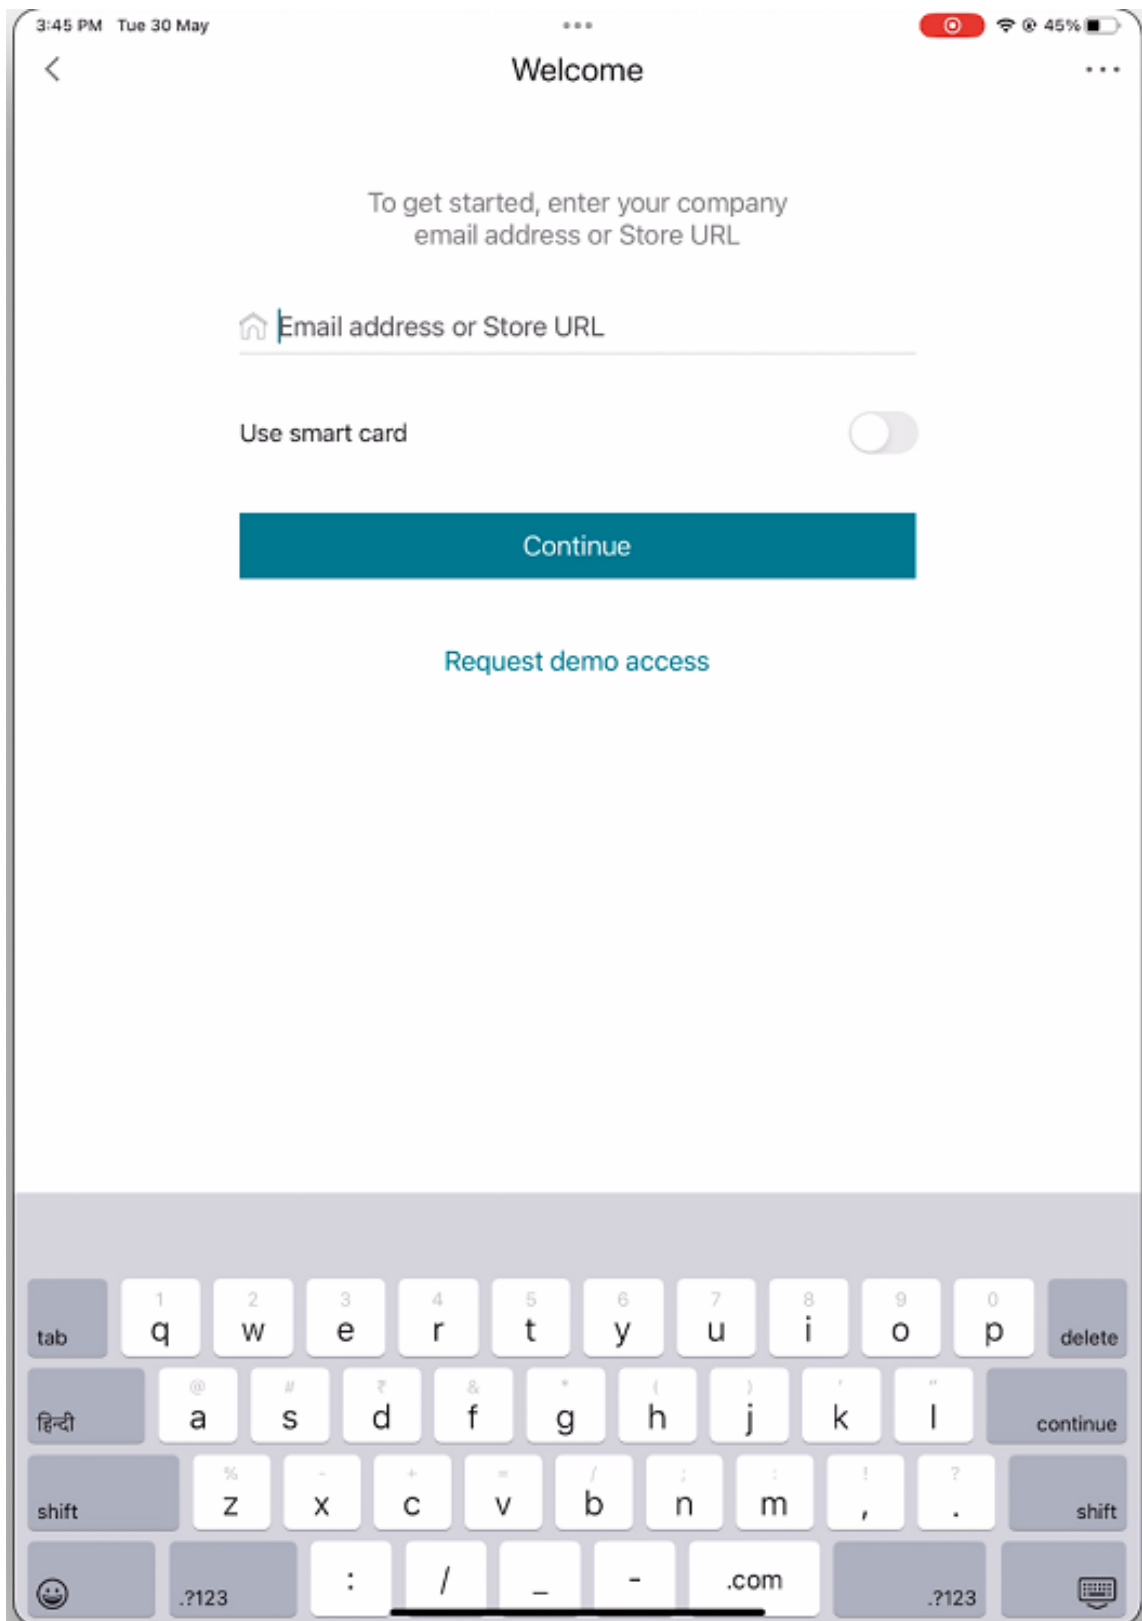 3:45 PM Tue 30 May
45%
Welcome
To get started, enter your company
email address or Store URL
Email address or Store URL
Use smart card
Continue
Request demo access
1 2 3 4 5 6 7 8 9 0
tab q w e r t y u i o p delete
@ # ₹ & * ( ) ' "
हिन्दी a s d f g h j k l continue
% - + = / ; : ! ?
shift z x c v b n m , . shift
.?123 : / _ - .com .?123